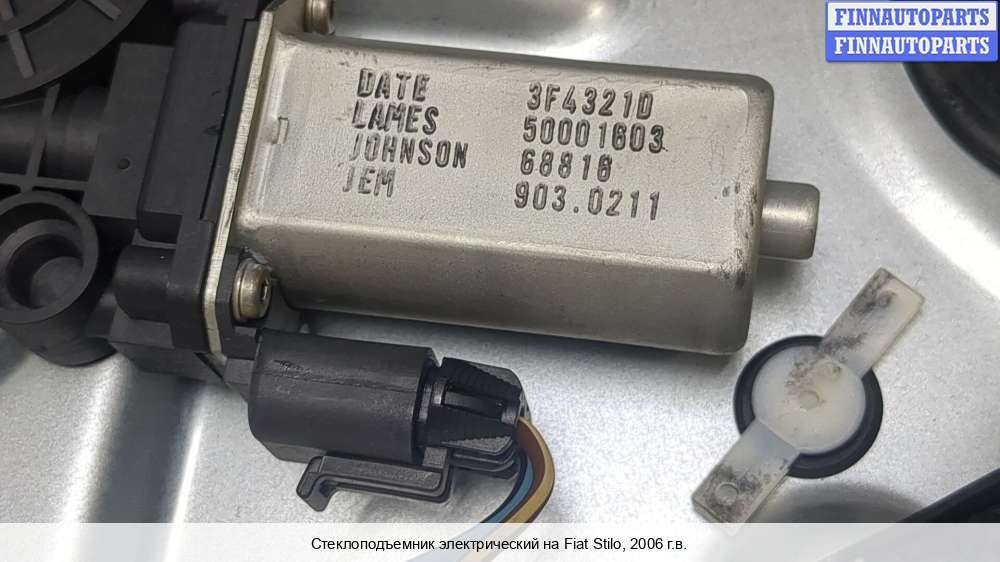 FINNAUTOPARTS
FINNAUTOPARTS
DATE 3F4321D
LAMES 50001603
JOHNSON 68816
JEM 903.0211
Стеклоподъемник электрический на Fiat Stilo, 2006 г.в.